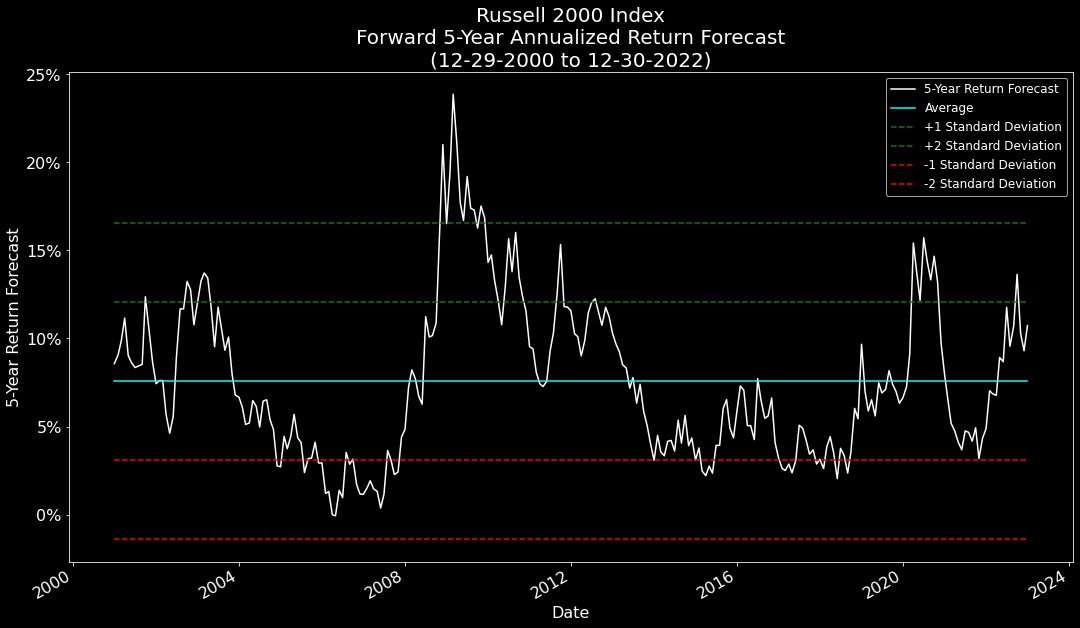 Russell 2000 Index
Forward 5-Year Annualized Return Forecast
(12-29-2000 to 12-30-2022)
25%
20%
15%
10%
5%
0%
5-Year Return Forecast
5-Year Return Forecast
Average
+1 Standard Deviation
+2 Standard Deviation
-1 Standard Deviation
-2 Standard Deviation
2000
2004
2008
2012
2016
2020
2024
Date